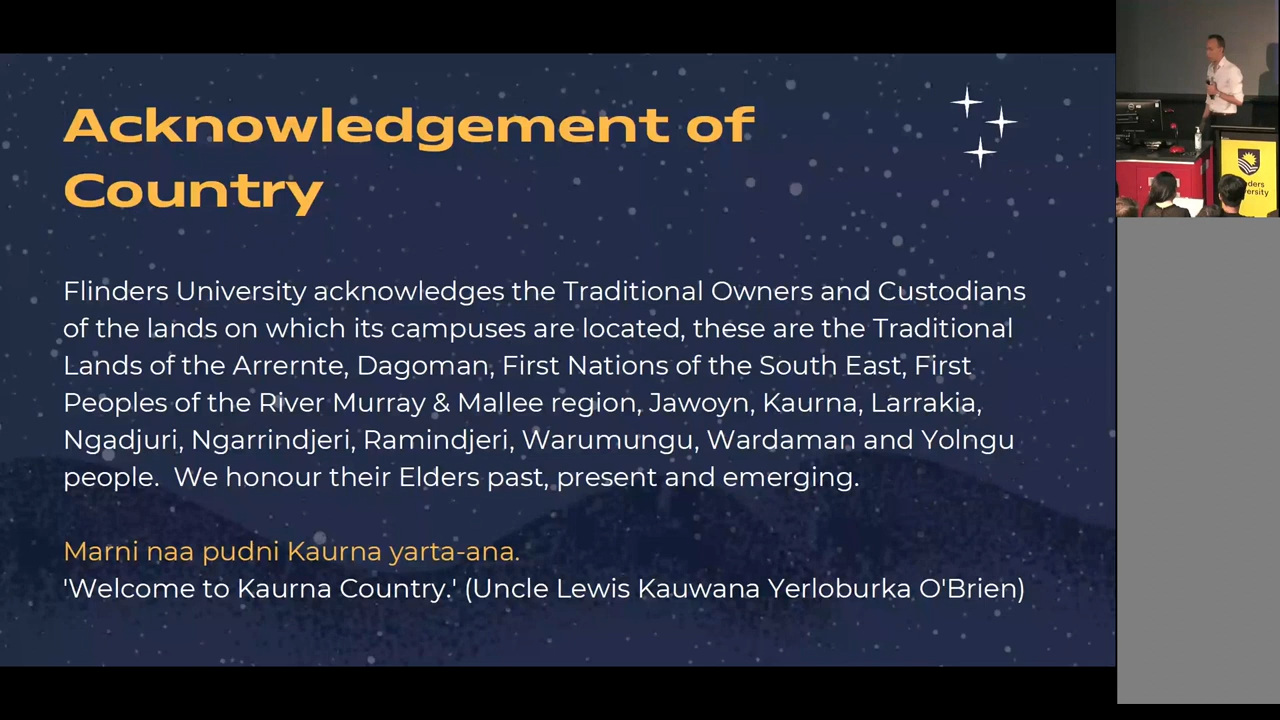 Acknowledgement of
Country
Flinders University acknowledges the Traditional Owners and Custodians
of the lands on which its campuses are located, these are the Traditional
Lands of the Arrernte, Dagoman, First Nations of the South East, First
Peoples of the River Murray & Mallee region, Jawoyn, Kaurna, Larrakia,
Ngadjuri, Ngarrindjeri, Ramindjeri, Warumungu, Wardaman and Yolngu
people.  We honour their Elders past, present and emerging.
Marni naa pudni Kaurna yarta-ana.
'Welcome to Kaurna Country.' (Uncle Lewis Kauwana Yerloburka O'Brien)